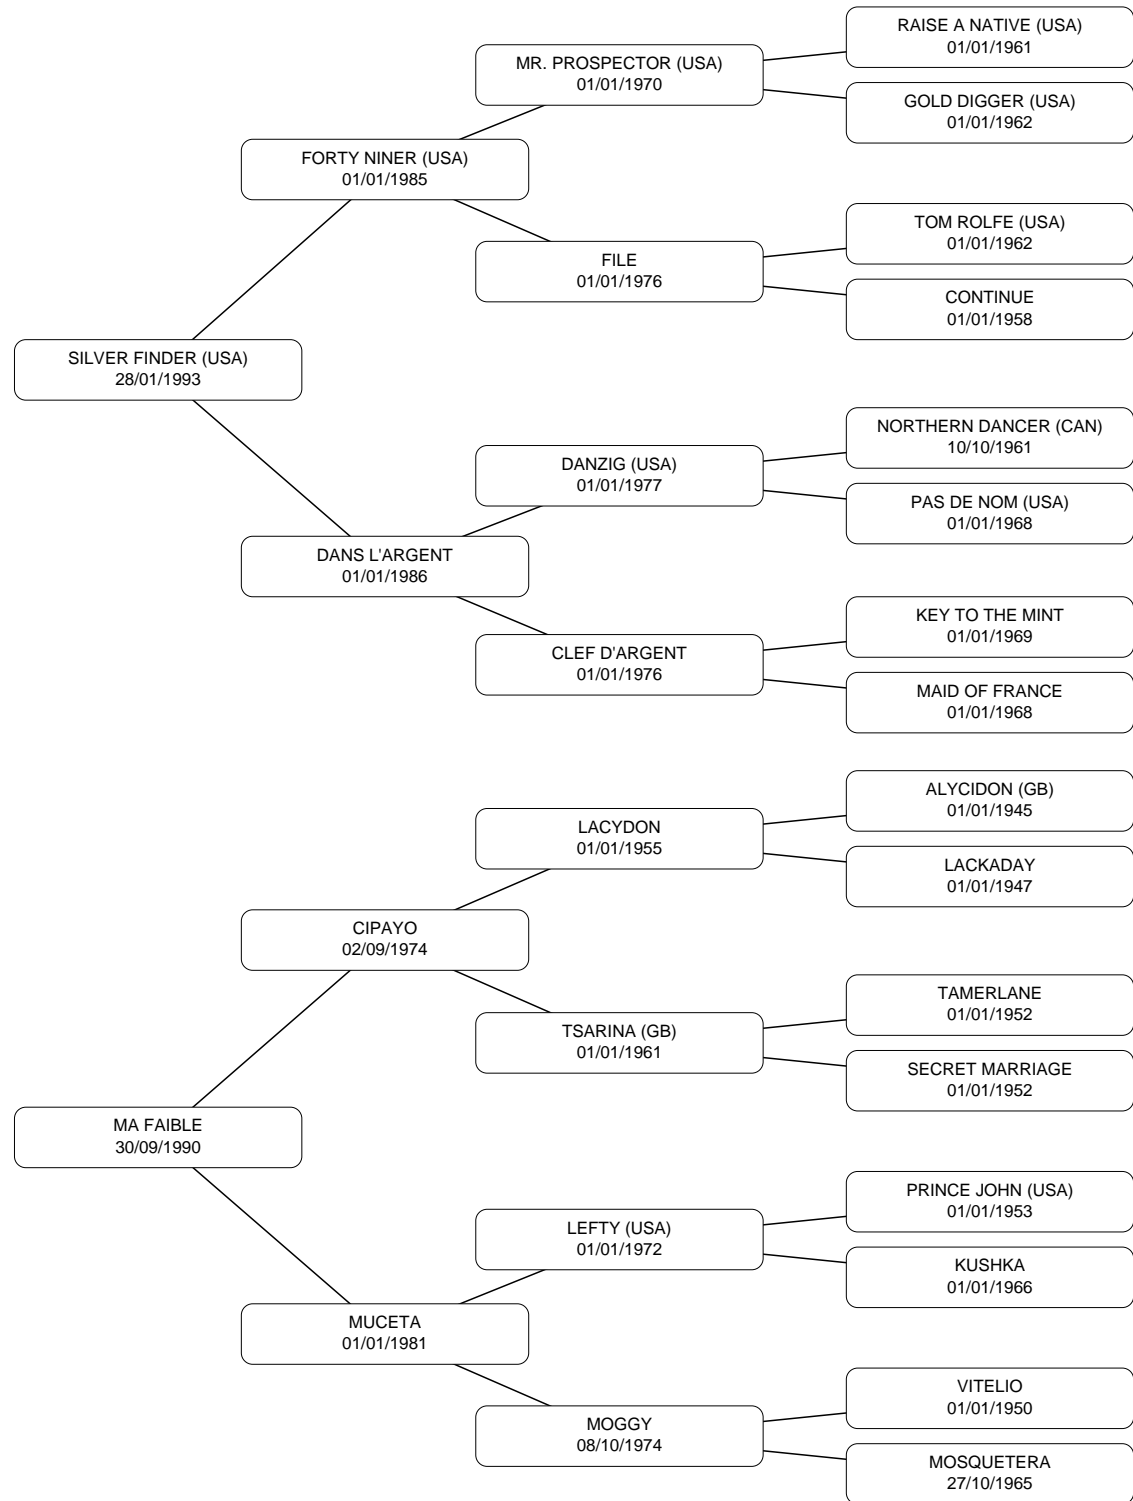 RAISE A NATIVE (USA)
01/01/1961
MR. PROSPECTOR (USA)
01/01/1970
GOLD DIGGER (USA)
01/01/1962
FORTY NINER (USA)
01/01/1985
TOM ROLFE (USA)
01/01/1962
FILE
01/01/1976
CONTINUE
01/01/1958
SILVER FINDER (USA)
28/01/1993
NORTHERN DANCER (CAN)
10/10/1961
DANZIG (USA)
01/01/1977
PAS DE NOM (USA)
01/01/1968
DANS L'ARGENT
01/01/1986
KEY TO THE MINT
01/01/1969
CLEF D'ARGENT
01/01/1976
MAID OF FRANCE
01/01/1968
ALYCIDON (GB)
01/01/1945
LACYDON
01/01/1955
LACKADAY
01/01/1947
CIPAYO
02/09/1974
TAMERLANE
01/01/1952
TSARINA (GB)
01/01/1961
SECRET MARRIAGE
01/01/1952
MA FAIBLE
30/09/1990
PRINCE JOHN (USA)
01/01/1953
LEFTY (USA)
01/01/1972
KUSHKA
01/01/1966
MUCETA
01/01/1981
VITELIO
01/01/1950
MOGGY
08/10/1974
MOSQUETERA
27/10/1965